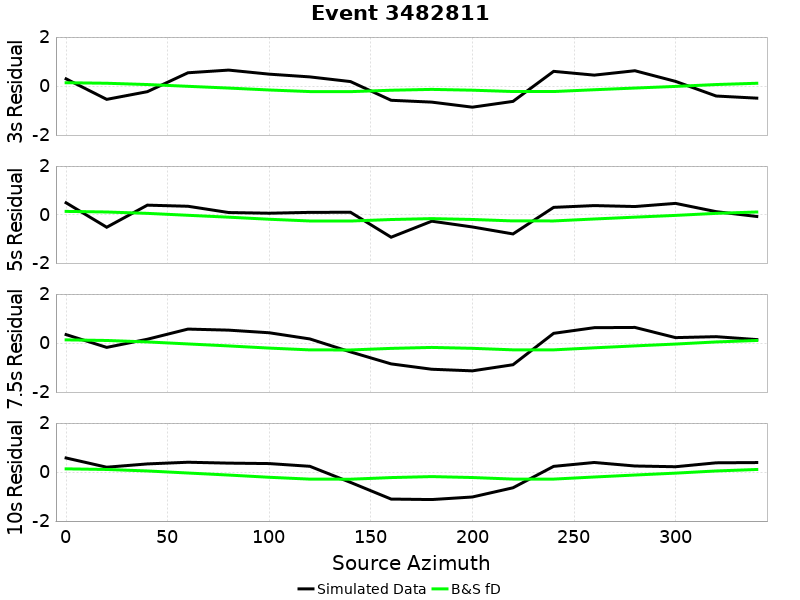 Event 3482811
3s Residual
2
0
-2
5s Residual
2
0
-2
7.5s Residual
2
0
-2
10s Residual
2
0
-2
0 50 100 150 200 250 300
Source Azimuth
Simulated Data B&S fD